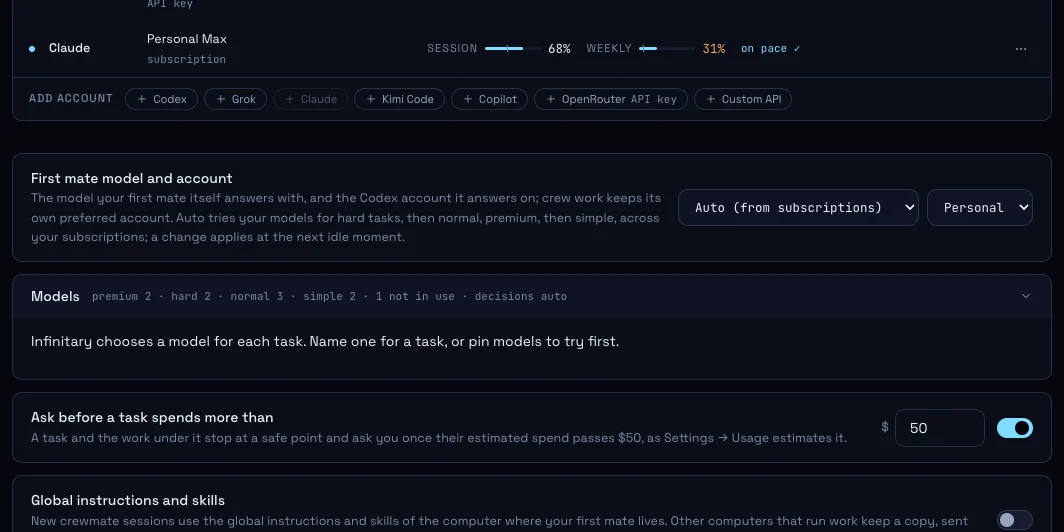 API key
Claude
Personal Max
SESSION 68% WEEKLY 31% on pace ✓ ···
subscription
ADD ACCOUNT + Codex + Grok + Claude + Kimi Code + Copilot + OpenRouter API key + Custom API
First mate model and account
The model your first mate itself answers with, and the Codex account it answers on; crew work keeps its
own preferred account. Auto tries your models for hard tasks, then normal, premium, then simple, across
your subscriptions; a change applies at the next idle moment.
Auto (from subscriptions) Personal
Models premium 2 · hard 2 · normal 3 · simple 2 · 1 not in use · decisions auto
Infinitary chooses a model for each task. Name one for a task, or pin models to try first.
Ask before a task spends more than
A task and the work under it stop at a safe point and ask you once their estimated spend passes $50, as Settings → Usage estimates it.
$ 50
Global instructions and skills
New crewmate sessions use the global instructions and skills of the computer where your first mate lives. Other computers that run work keep a copy, sent